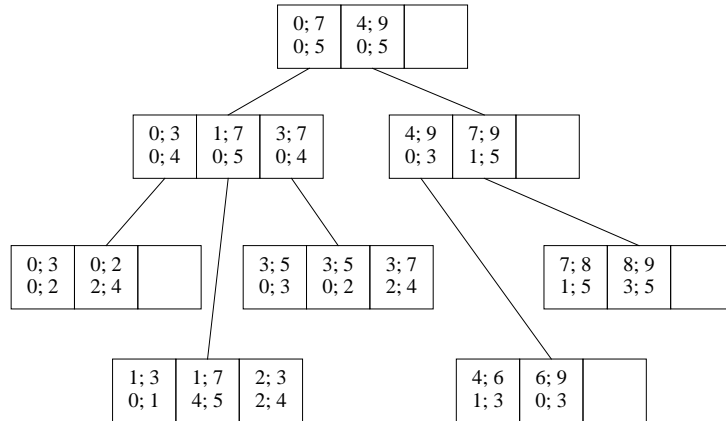 0; 7 4; 9
0; 5 0; 5
0; 3 1; 7 3; 7 4; 9 7; 9
0; 4 0; 5 0; 4 0; 3 1; 5
0; 3 0; 2 3; 5 3; 5 3; 7 7; 8 8; 9
0; 2 2; 4 0; 3 0; 2 2; 4 1; 5 3; 5
1; 3 1; 7 2; 3 4; 6 6; 9
0; 1 4; 5 2; 4 1; 3 0; 3